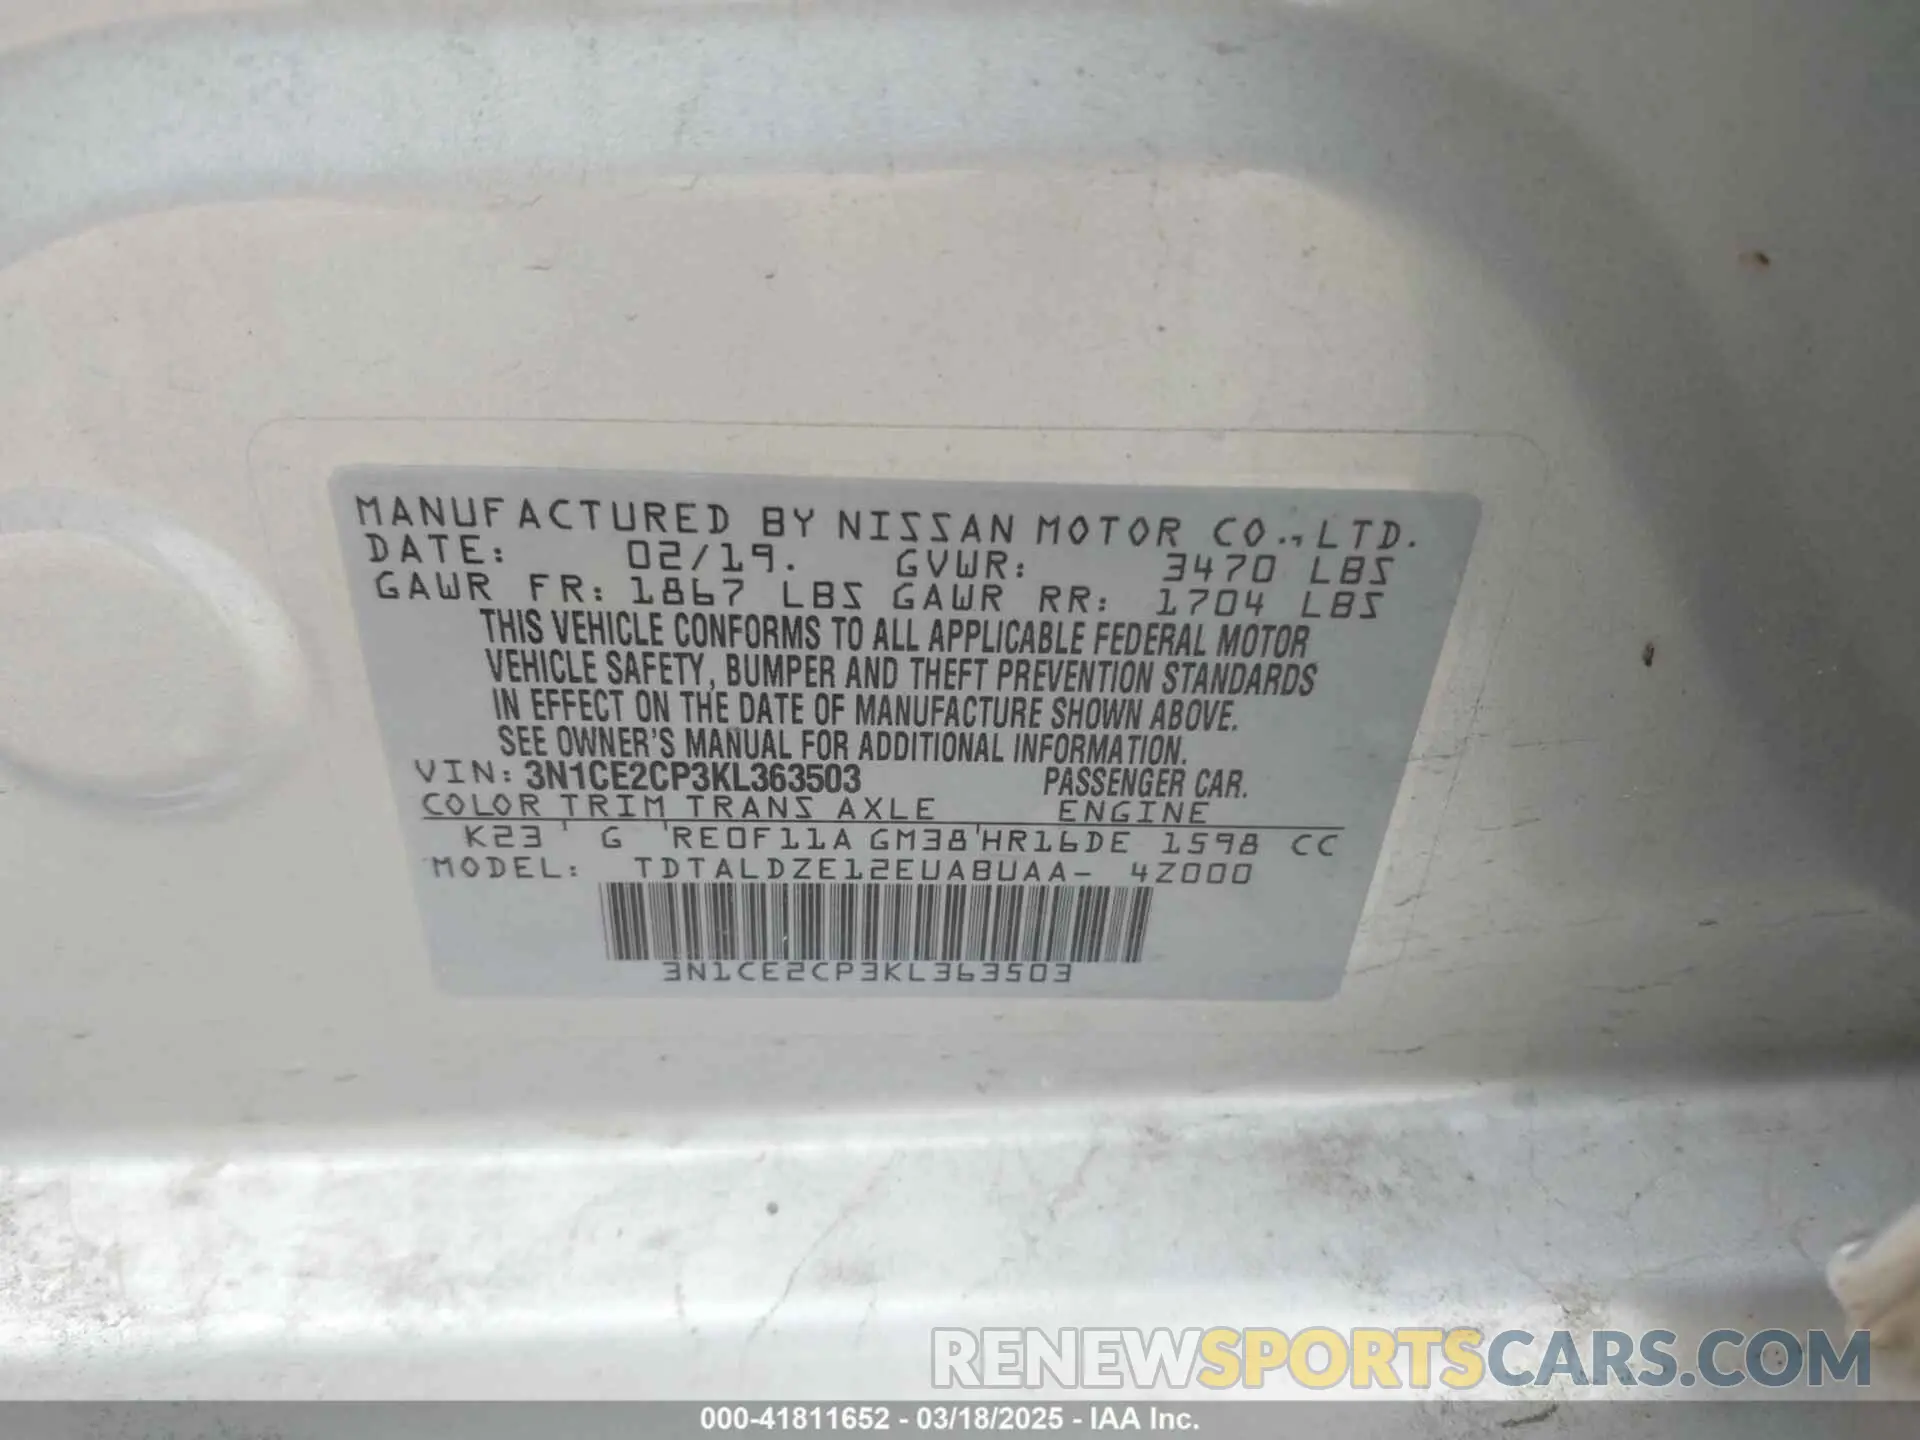 MANUFACTURED BY NISSAN MOTOR CO., LTD.
DATE: 02/19. GVWR: 3470 LBS
GAWR FR: 1867 LBS GAWR RR: 1704 LBS
THIS VEHICLE CONFORMS TO ALL APPLICABLE FEDERAL MOTOR
VEHICLE SAFETY, BUMPER AND THEFT PREVENTION STANDARDS
IN EFFECT ON THE DATE OF MANUFACTURE SHOWN ABOVE.
SEE OWNER'S MANUAL FOR ADDITIONAL INFORMATION.
VIN: 3N1CE2CP3KL363503 PASSENGER CAR.
COLOR TRIM TRANS AXLE ENGINE
K23 ' G 'RE0F11A GM38'HR16DE 1598 CC
MODEL: TDTALDZE12EUABUAA- 4Z000
3N1CE2CP3KL363503
RENEWSPORTSCARS.COM
000-41811652 - 03/18/2025 - IAA Inc.